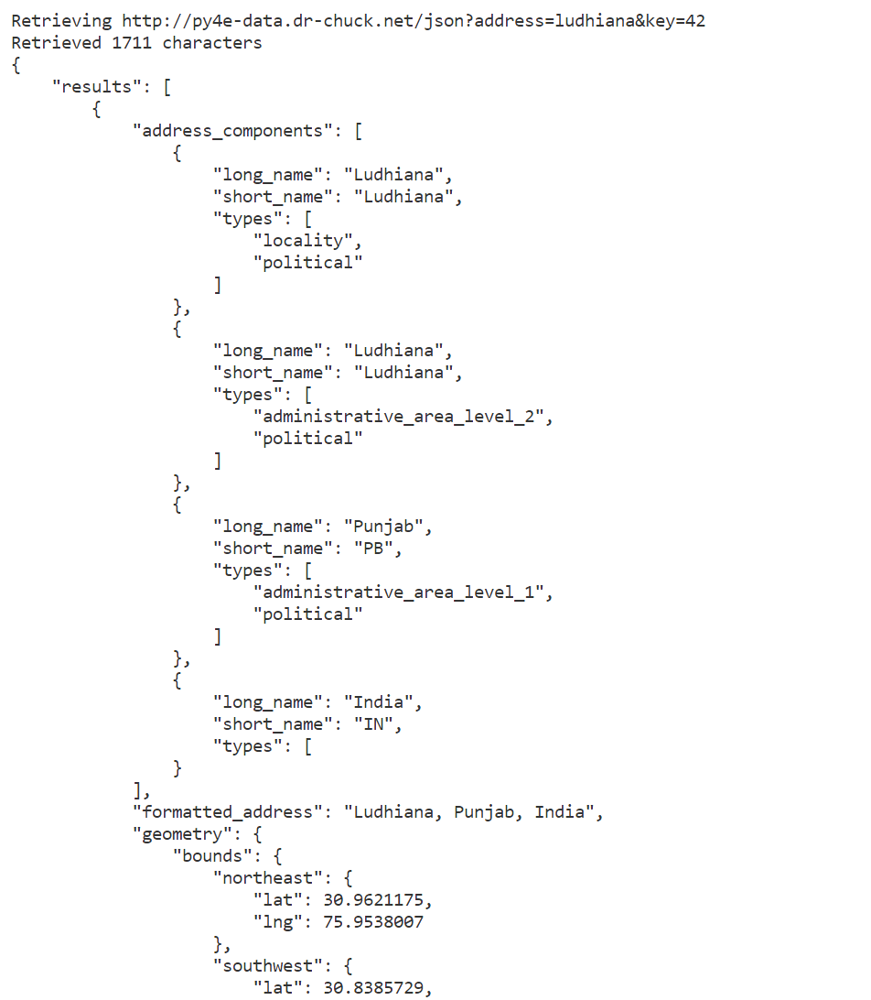 Retrieving http://py4e-data.dr-chuck.net/json?address=ludhiana&key=42
Retrieved 1711 characters
{
    "results": [
        {
            "address_components": [
                {
                    "long_name": "Ludhiana",
                    "short_name": "Ludhiana",
                    "types": [
                        "locality",
                        "political"
                    ]
                },
                {
                    "long_name": "Ludhiana",
                    "short_name": "Ludhiana",
                    "types": [
                        "administrative_area_level_2",
                        "political"
                    ]
                },
                {
                    "long_name": "Punjab",
                    "short_name": "PB",
                    "types": [
                        "administrative_area_level_1",
                        "political"
                    ]
                },
                {
                    "long_name": "India",
                    "short_name": "IN",
                    "types": [
                }
            ],
            "formatted_address": "Ludhiana, Punjab, India",
            "geometry": {
                "bounds": {
                    "northeast": {
                        "lat": 30.9621175,
                        "lng": 75.9538007
                    },
                    "southwest": {
                        "lat": 30.8385729,